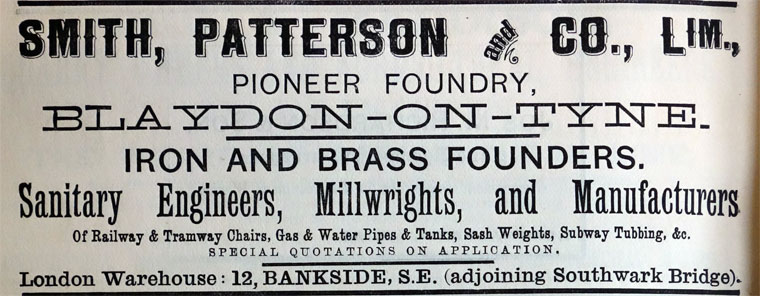 SMITH, PATTERSON and CO., LIM.,
PIONEER FOUNDRY,
BLAYDON-ON-TYNE.
IRON AND BRASS FOUNDERS.
Sanitary Engineers, Millwrights, and Manufacturers
Of Railway & Tramway Chairs, Gas & Water Pipes & Tanks, Sash Weights, Subway Tubbing, &c.
SPECIAL QUOTATIONS ON APPLICATION.
London Warehouse: 12, BANKSIDE, S.E. (adjoining Southwark Bridge).